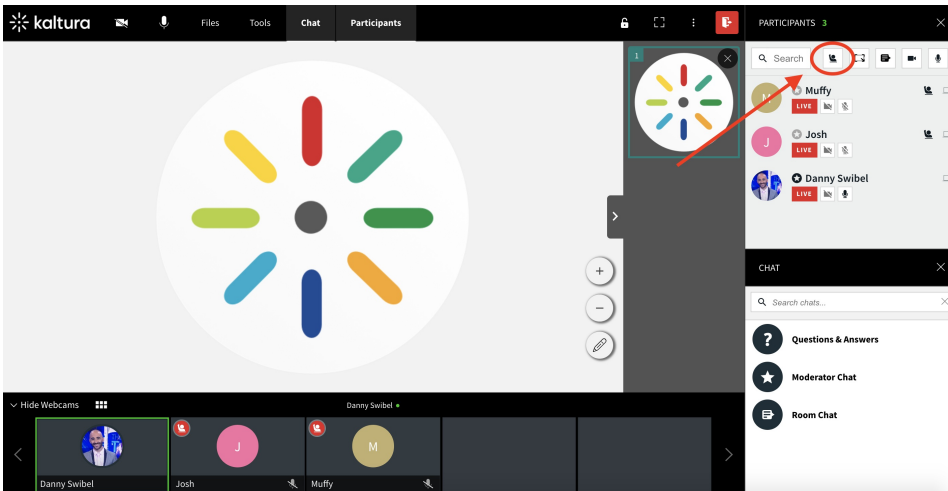 kaltura
Files
Tools
Chat
Participants
PARTICIPANTS 3
Search
1
M
Muffy
LIVE
J
Josh
LIVE
Danny Swibel
LIVE
CHAT
Search chats...
?
Questions & Answers
Moderator Chat
Room Chat
Hide Webcams
Danny Swibel
J
M
Danny Swibel
Josh
Muffy